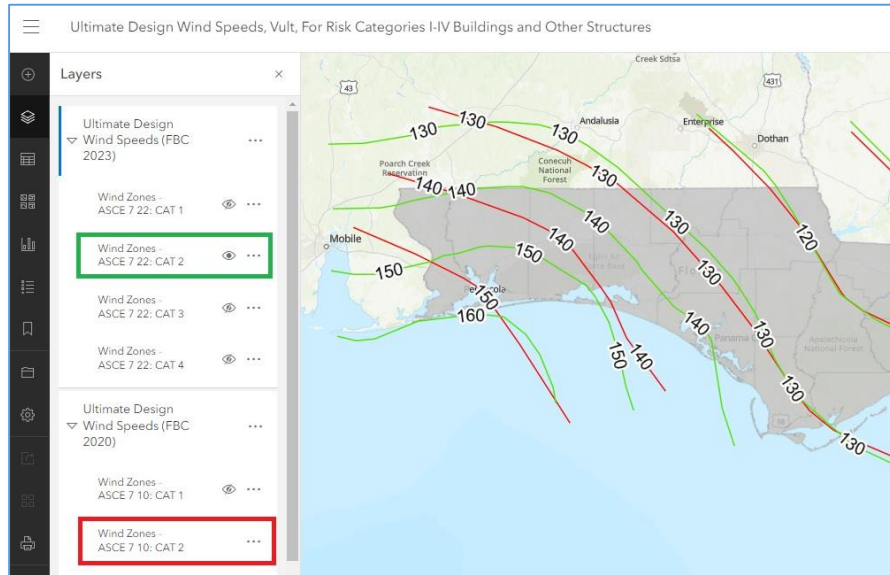 Ultimate Design Wind Speeds, Vult, For Risk Categories I-IV Buildings and Other Structures
Layers
Ultimate Design
Wind Speeds (FBC
2023)
Wind Zones -
ASCE 7 22: CAT 1
Wind Zones -
ASCE 7 22: CAT 2
Wind Zones -
ASCE 7 22: CAT 3
Wind Zones -
ASCE 7 22: CAT 4
Ultimate Design
Wind Speeds (FBC
2020)
Wind Zones -
ASCE 7 10: CAT 1
Wind Zones -
ASCE 7 10: CAT 2
Creek Sdtsa
43
431
130
130
130
Andalusia
Enterprise
Dothan
Poarch Creek
Reservation
Conecuh
National
Forest
130
140
140
140
130
120
Mobile
150
150
140
130
150
160
140
130
Panama
Apalachicola
National Forest
150
140
130
98
130